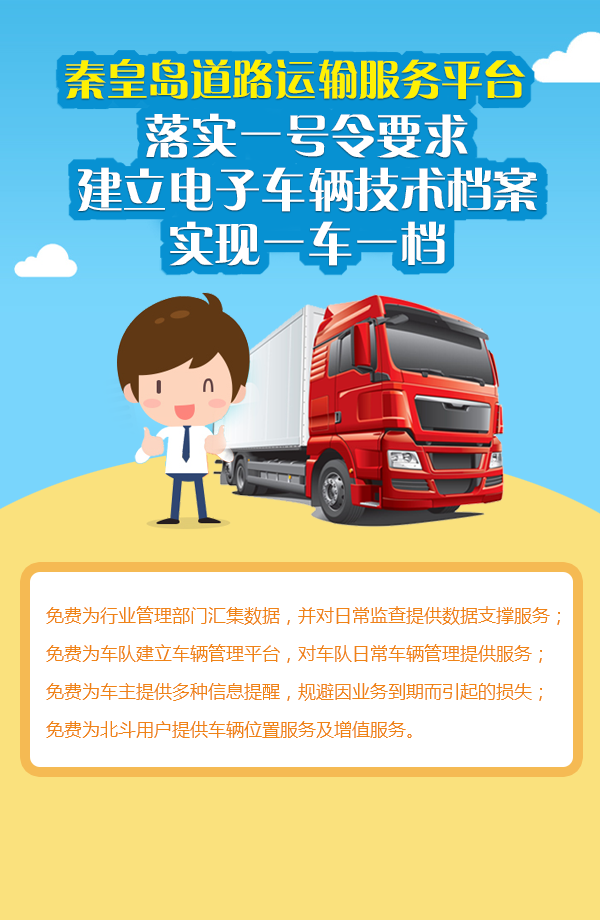 秦皇岛道路运输服务平台
落实一号令要求
建立电子车辆技术档案
实现一车一档
免费为行业管理部门汇集数据，并对日常监查提供数据支撑服务；
免费为车队建立车辆管理平台，对车队日常车辆管理提供服务；
免费为车主提供多种信息提醒，规避因业务到期而引起的损失；
免费为北斗用户提供车辆位置服务及增值服务。